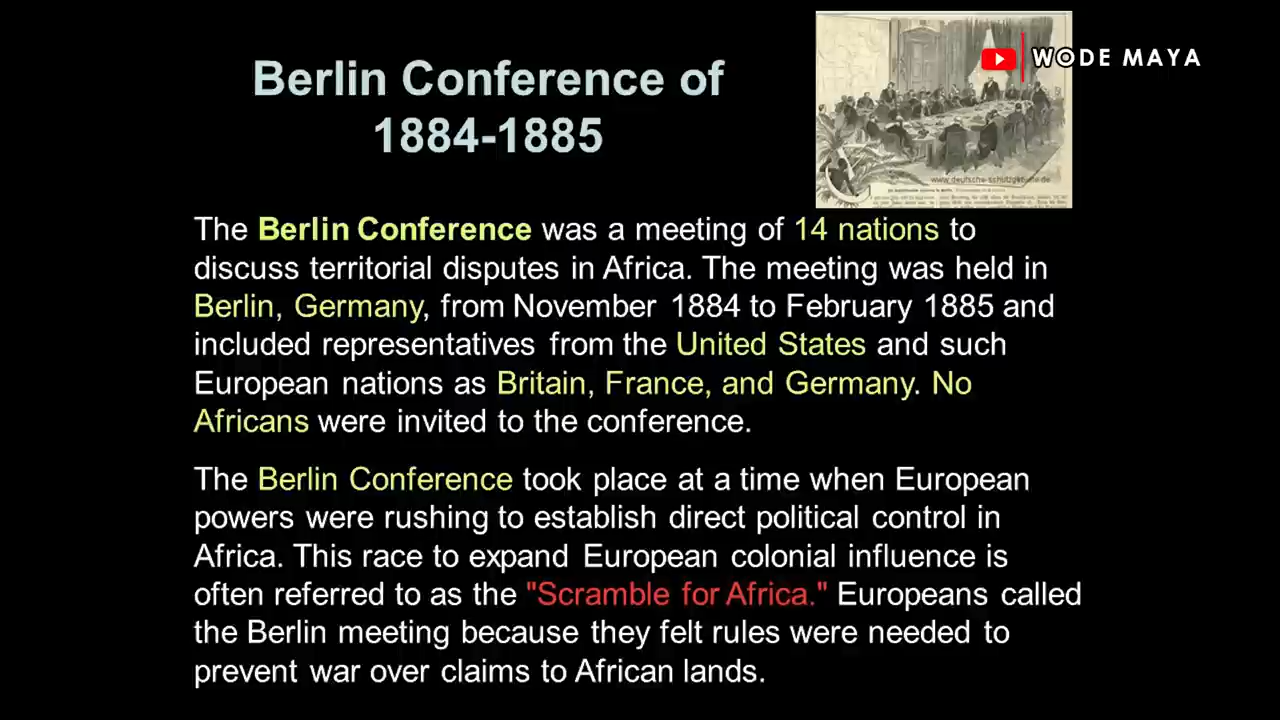 Berlin Conference of
1884-1885
WODE MAYA
www.deutsche-schutzgebiete.de
The Berlin Conference was a meeting of 14 nations to
discuss territorial disputes in Africa. The meeting was held in
Berlin, Germany, from November 1884 to February 1885 and
included representatives from the United States and such
European nations as Britain, France, and Germany. No
Africans were invited to the conference.
The Berlin Conference took place at a time when European
powers were rushing to establish direct political control in
Africa. This race to expand European colonial influence is
often referred to as the "Scramble for Africa." Europeans called
the Berlin meeting because they felt rules were needed to
prevent war over claims to African lands.